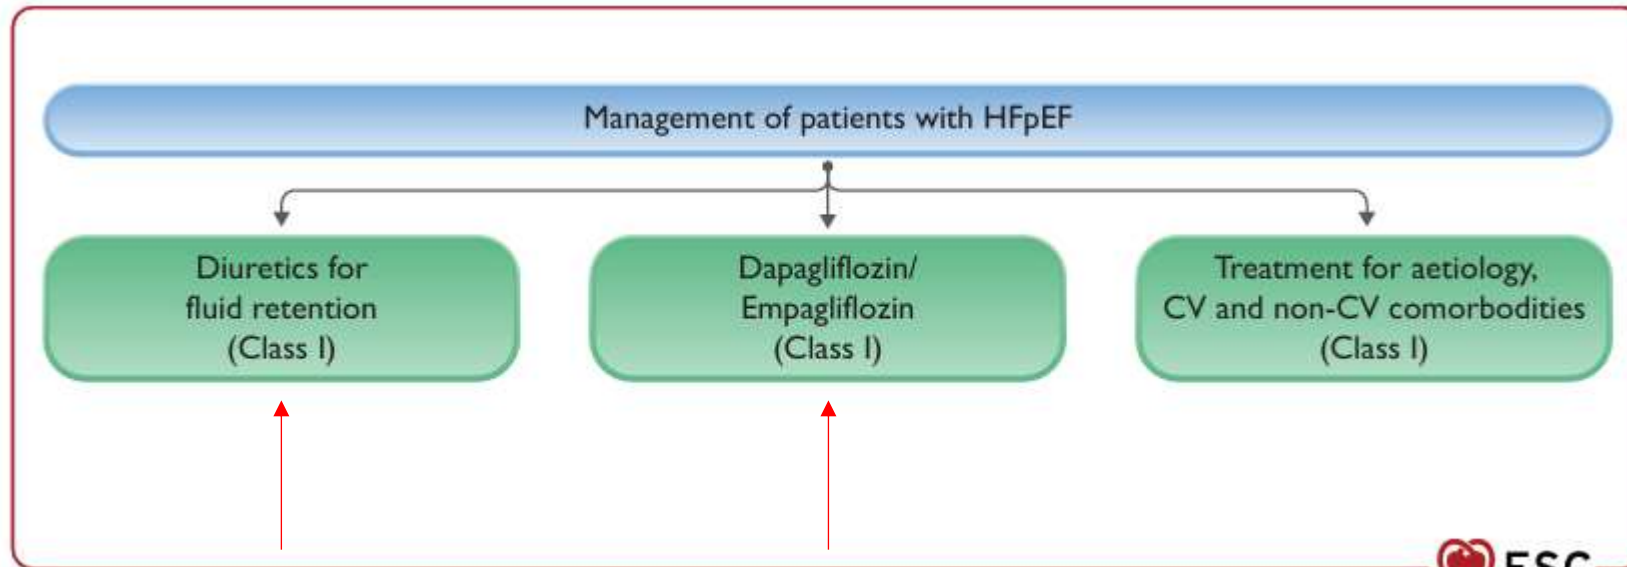 Management of patients with HFpEF
Diuretics for
fluid retention
(Class I)
Dapagliflozin/
Empagliflozin
(Class I)
Treatment for aetiology,
CV and non-CV comorbodities
(Class I)
ESC